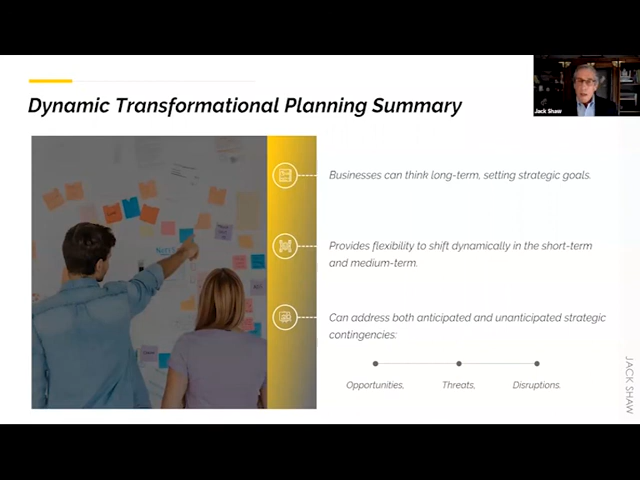 Jack Shaw
Dynamic Transformational Planning Summary
Businesses can think long-term, setting strategic goals.
Provides flexibility to shift dynamically in the short-term
and medium-term.
Can address both anticipated and unanticipated strategic
contingencies:
Opportunities,
Threats,
Disruptions.
JACK SHAW